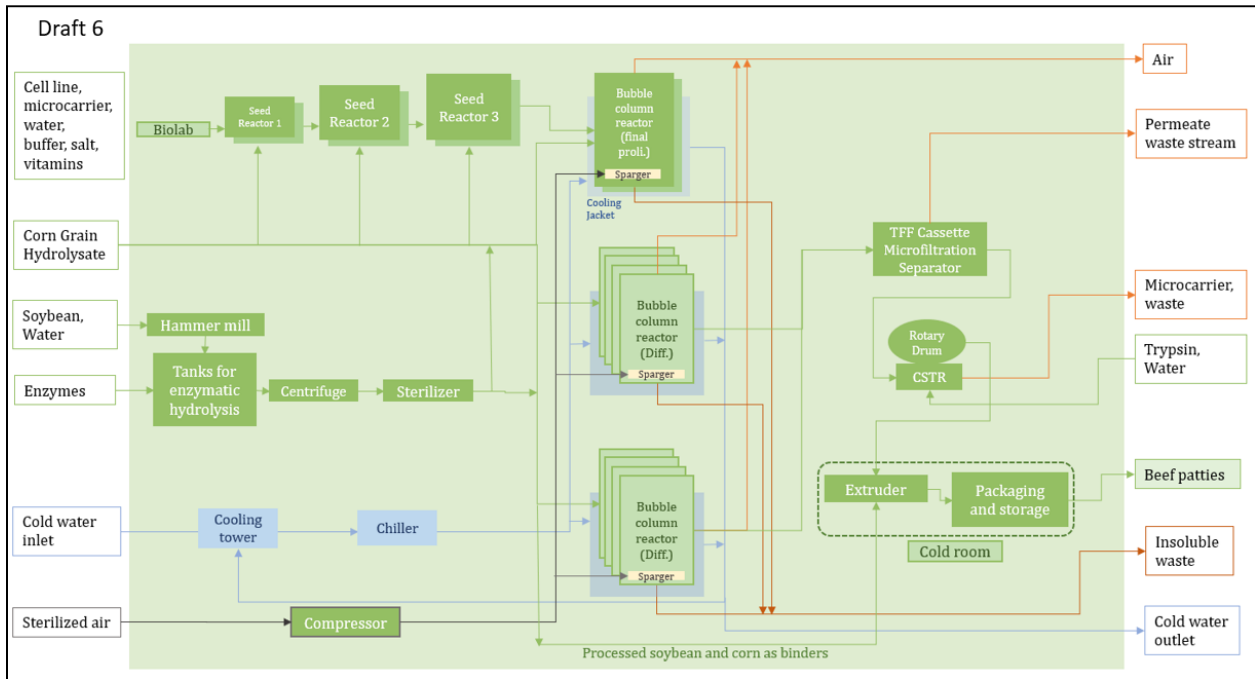 Draft 6
Cell line,
microcarrier,
water,
buffer, salt,
vitamins
Biolab
Seed
Reactor 1
Seed
Reactor 2
Seed
Reactor 3
Bubble
column
reactor
(final
proli.)
Sparger
Cooling
Jacket
Air
Permeate
waste stream
Corn Grain
Hydrolysate
TFF Cassette
Microfiltration
Separator
Soybean,
Water
Hammer mill
Bubble
column
reactor
(Diff.)
Sparger
Microcarrier,
waste
Rotary
Drum
CSTR
Trypsin,
Water
Enzymes
Tanks for
enzymatic
hydrolysis
Centrifuge
Sterilizer
Bubble
column
reactor
(Diff.)
Sparger
Extruder
Packaging
and storage
Cold room
Beef patties
Cold water
inlet
Cooling
tower
Chiller
Insoluble
waste
Sterilized air
Compressor
Processed soybean and corn as binders
Cold water
outlet